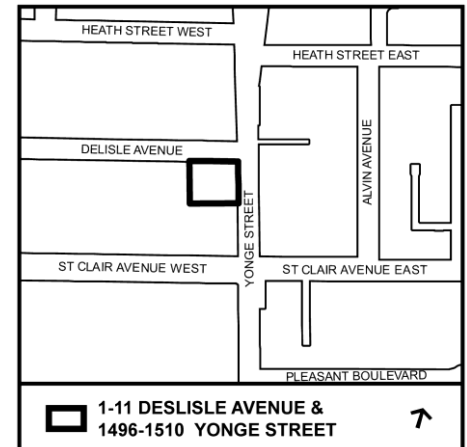 HEATH STREET WEST
HEATH STREET EAST
DELISLE AVENUE
ALVIN AVENUE
YONGE STREET
ST CLAIR AVENUE WEST
ST CLAIR AVENUE EAST
PLEASANT BOULEVARD
1-11 DESLISLE AVENUE &
1496-1510 YONGE STREET